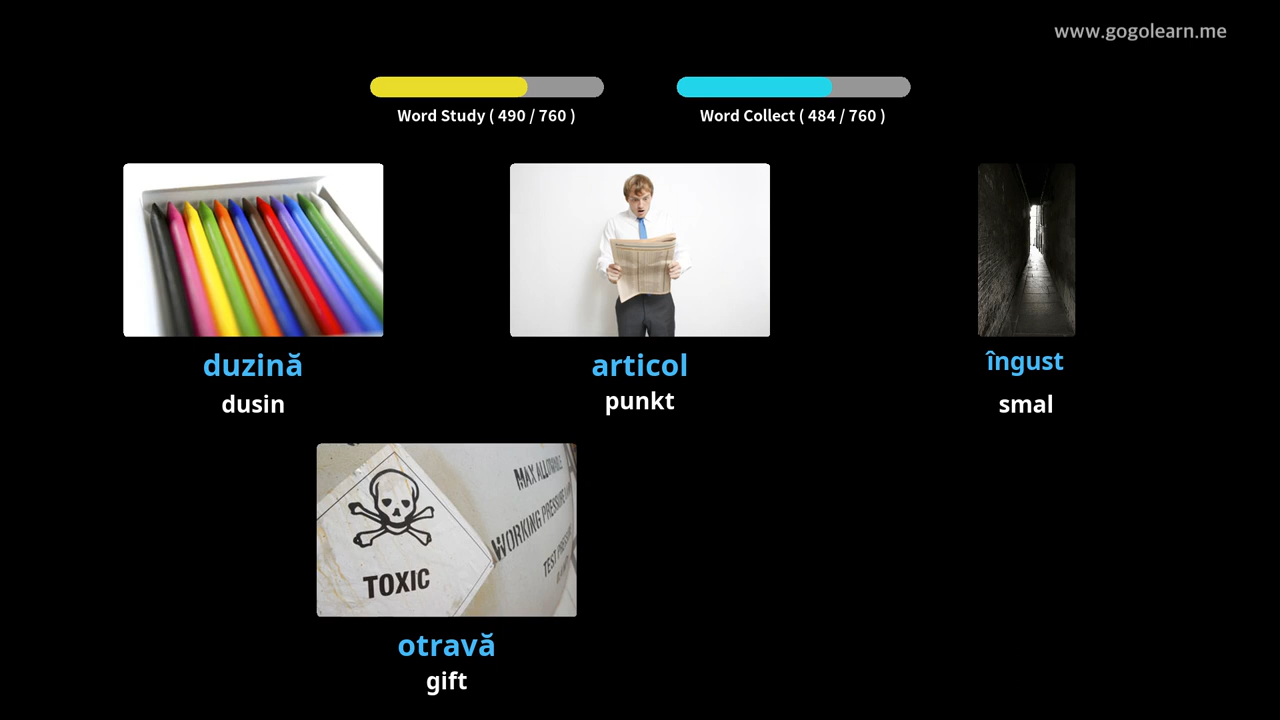 www.gogolearn.me
Word Study ( 490 / 760 )
Word Collect ( 484 / 760 )
duzină
dusin
articol
punkt
îngust
smal
MAX ALLOWABLE
WORKING PRESSURE
TEST PRESSURE
TOXIC
otravă
gift